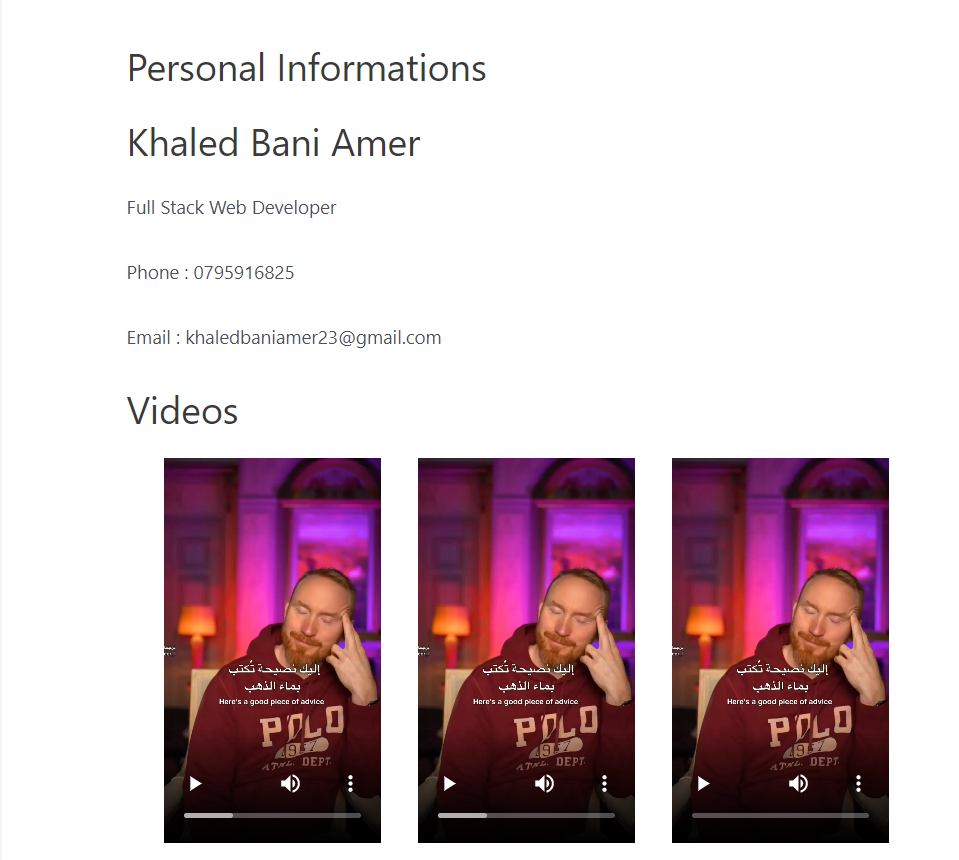 Personal Informations
Khaled Bani Amer
Full Stack Web Developer
Phone : 0795916825
Email : khaledbaniamer23@gmail.com
Videos
إليك نصيحة تُكتب
بماء الذهب
Here's a good piece of advice
POLO
1967
ATHL. DEPT.
إليك نصيحة تُكتب
بماء الذهب
Here's a good piece of advice
POLO
1967
ATHL. DEPT.
إليك نصيحة تُكتب
بماء الذهب
Here's a good piece of advice
POLO
1967
ATHL. DEPT.